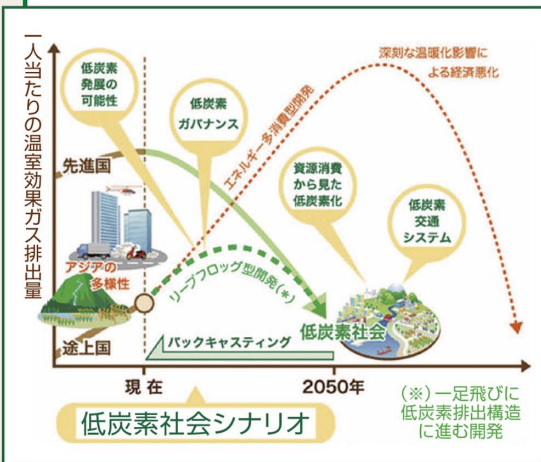 一人当たりの温室効果ガス排出量
深刻な温暖化影響に
よる経済悪化
低炭素
発展の
可能性
低炭素
ガバナンス
エネルギー多消費型開発
先進国
資源消費
から見た
低炭素化
低炭素
交通
システム
アジアの
多様性
リープフロッグ型開発(*)
低炭素社会
途上国
バックキャスティング
現在
2050年
低炭素社会シナリオ
(※)一足飛びに
低炭素排出構造
に進む開発